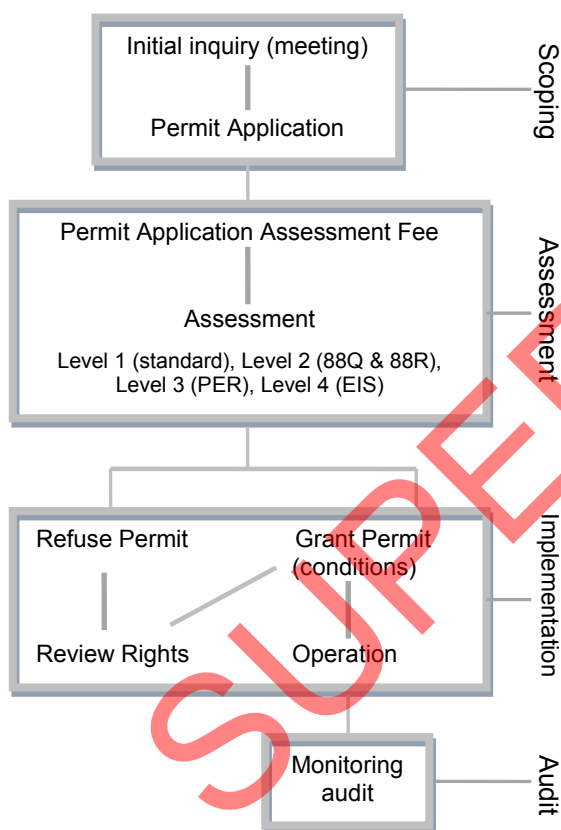 Initial inquiry (meeting)
Permit Application
Scoping
Permit Application Assessment Fee
Assessment
Level 1 (standard), Level 2 (88Q & 88R),
Level 3 (PER), Level 4 (EIS)
Assessment
Refuse Permit
Grant Permit
(conditions)
Review Rights
Operation
Implementation
Monitoring
audit
Audit
SUPE